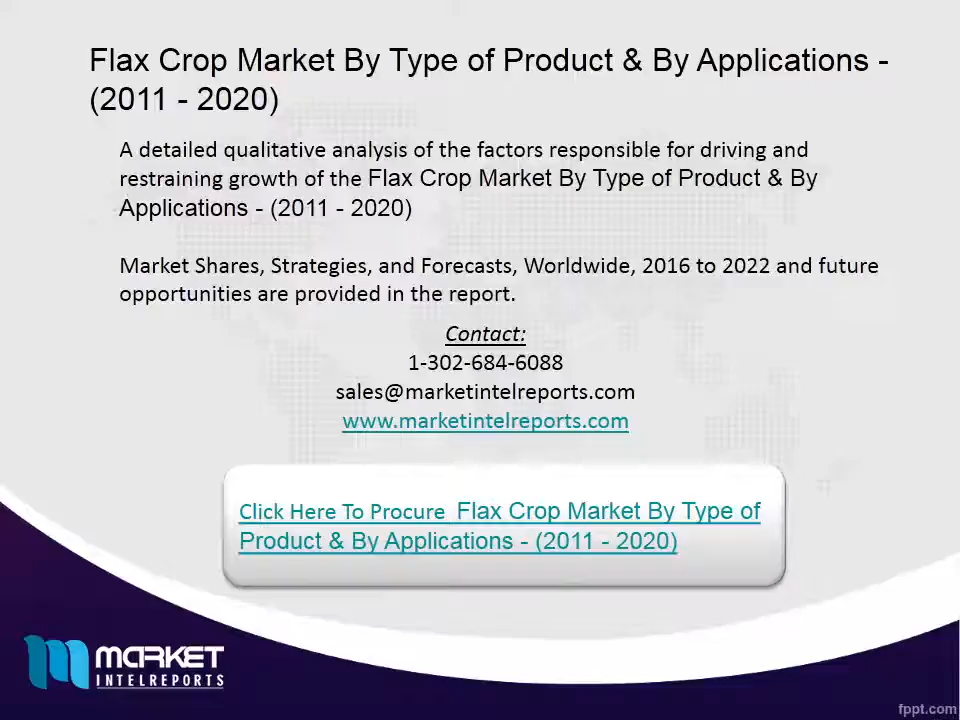 Flax Crop Market By Type of Product & By Applications -
(2011 - 2020)
A detailed qualitative analysis of the factors responsible for driving and
restraining growth of the Flax Crop Market By Type of Product & By
Applications - (2011 - 2020)
Market Shares, Strategies, and Forecasts, Worldwide, 2016 to 2022 and future
opportunities are provided in the report.
Contact:
1-302-684-6088
sales@marketintelreports.com
www.marketintelreports.com
Click Here To Procure Flax Crop Market By Type of
Product & By Applications - (2011 - 2020)
MARKET
INTELREPORTS
fppt.com